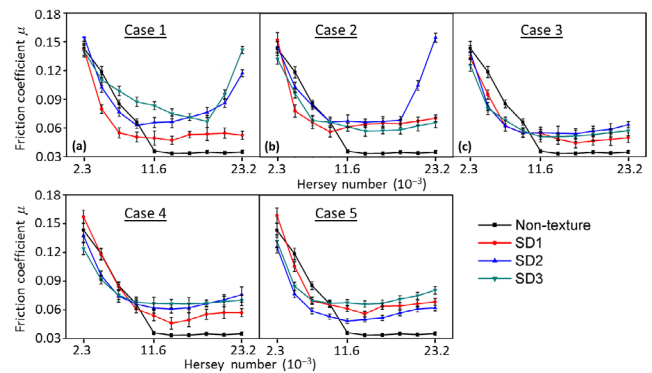 Case 1
Case 2
Case 3
Friction coefficient μ
0.18
0.15
0.12
0.09
0.06
0.03
(a)
(b)
(c)
2.3
11.6
23.2
2.3
11.6
23.2
2.3
11.6
23.2
Hersey number (10⁻³)
Hersey number (10⁻³)
Case 4
Case 5
Friction coefficient μ
0.18
0.15
0.12
0.09
0.06
0.03
2.3
11.6
23.2
2.3
11.6
23.2
Hersey number (10⁻³)
Non-texture
SD1
SD2
SD3